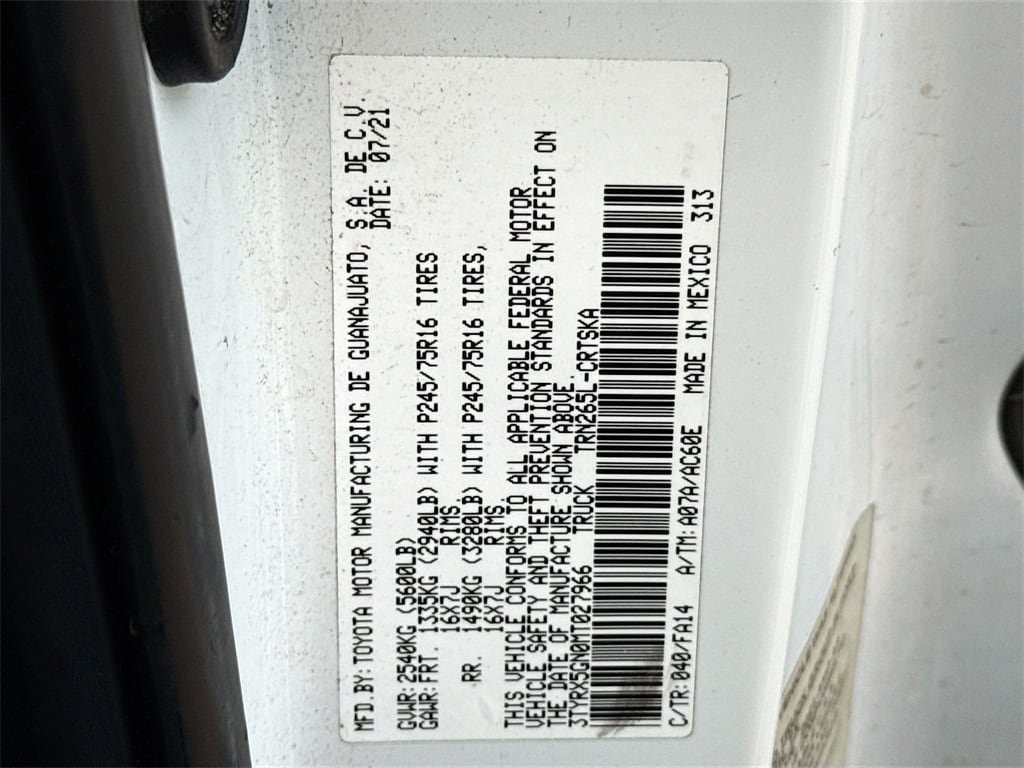 MFD.BY:TOYOTA MOTOR MANUFACTURING DE GUANAJUATO, S.A. DE C.V.
DATE: 07/21
GVWR:2540KG (5600LB)
GAWR:FRT. 1335KG (2940LB) WITH P245/75R16 TIRES
16X7J RIMS,
RR. 1490KG (3280LB) WITH P245/75R16 TIRES,
16X7J RIMS.
THIS VEHICLE CONFORMS TO ALL APPLICABLE FEDERAL MOTOR
VEHICLE SAFETY AND THEFT PREVENTION STANDARDS IN EFFECT ON
THE DATE OF MANUFACTURE SHOWN ABOVE.
3TYRX5GN0MT027966 TRUCK TRN265L-CRTSKA
C/TR:040/FA14 A/TM:A07A/AC60E MADE IN MEXICO 313